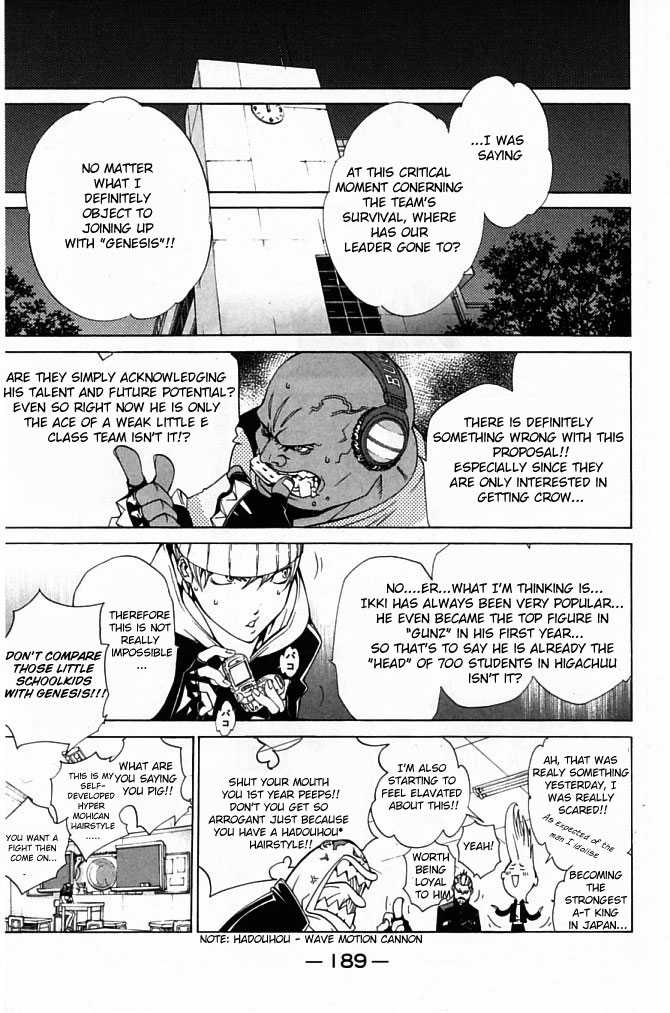 ...I WAS
SAYING
AT THIS CRITICAL
MOMENT CONERNING
THE TEAM'S
SURVIVAL, WHERE
HAS OUR
LEADER GONE TO?
NO MATTER
WHAT I
DEFINITELY
OBJECT TO
JOINING UP
WITH "GENESIS"!!
THERE IS DEFINITELY
SOMETHING WRONG WITH THIS
PROPOSAL!!
ESPECIALLY SINCE THEY
ARE ONLY INTERESTED IN
GETTING CROW...
ARE THEY SIMPLY ACKNOWLEDGING
HIS TALENT AND FUTURE POTENTIAL?
EVEN SO RIGHT NOW HE IS ONLY
THE ACE OF A WEAK LITTLE E
CLASS TEAM ISN'T IT!?
NO....ER...WHAT I'M THINKING IS...
IKKI HAS ALWAYS BEEN VERY POPULAR...
HE EVEN BECAME THE TOP FIGURE IN
"GUNZ" IN HIS FIRST YEAR...
SO THAT'S TO SAY HE IS ALREADY THE
"HEAD" OF 700 STUDENTS IN HIGACHUU
ISN'T IT?
パコ
パコ
THEREFORE
THIS IS NOT
REALLY
IMPOSSIBLE
...
DON'T COMPARE
THOSE LITTLE
SCHOOLKIDS
WITH GENESIS!!!
AH, THAT WAS
REALY SOMETHING
YESTERDAY, I
WAS REALLY
SCARED!!
As expected of the
man I idolise
BECOMING
THE
STRONGEST
A-T KING
IN JAPAN...
YEAH!
I'M ALSO
STARTING TO
FEEL ELAVATED
ABOUT THIS!!
WORTH
BEING
LOYAL TO
HIM
SHUT YOUR MOUTH
YOU 1ST YEAR PEEPS!!
DON'T YOU GET SO
ARROGANT JUST BECAUSE
YOU HAVE A HADOUHOU*
HAIRSTYLE!!
NOTE: HADOUHOU - WAVE MOTION CANNON
WHAT ARE
YOU SAYING
YOU PIG!!
THIS IS MY
SELF-
DEVELOPED
HYPER
MOHICAN
HAIRSTYLE
.....
YOU WANT A
FIGHT THEN
COME ON...
— 189 —